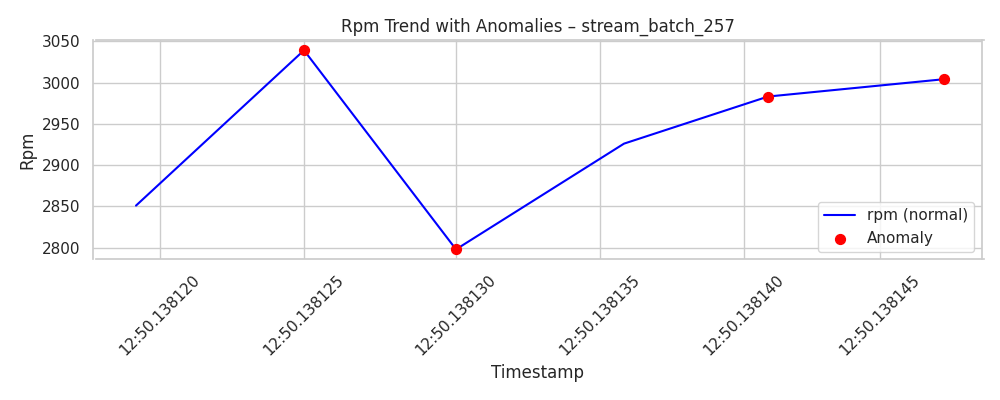 Rpm Trend with Anomalies – stream_batch_257
Rpm
3050
3000
2950
2900
2850
2800
rpm (normal)
Anomaly
12:50.138120
12:50.138125
12:50.138130
12:50.138135
12:50.138140
12:50.138145
Timestamp